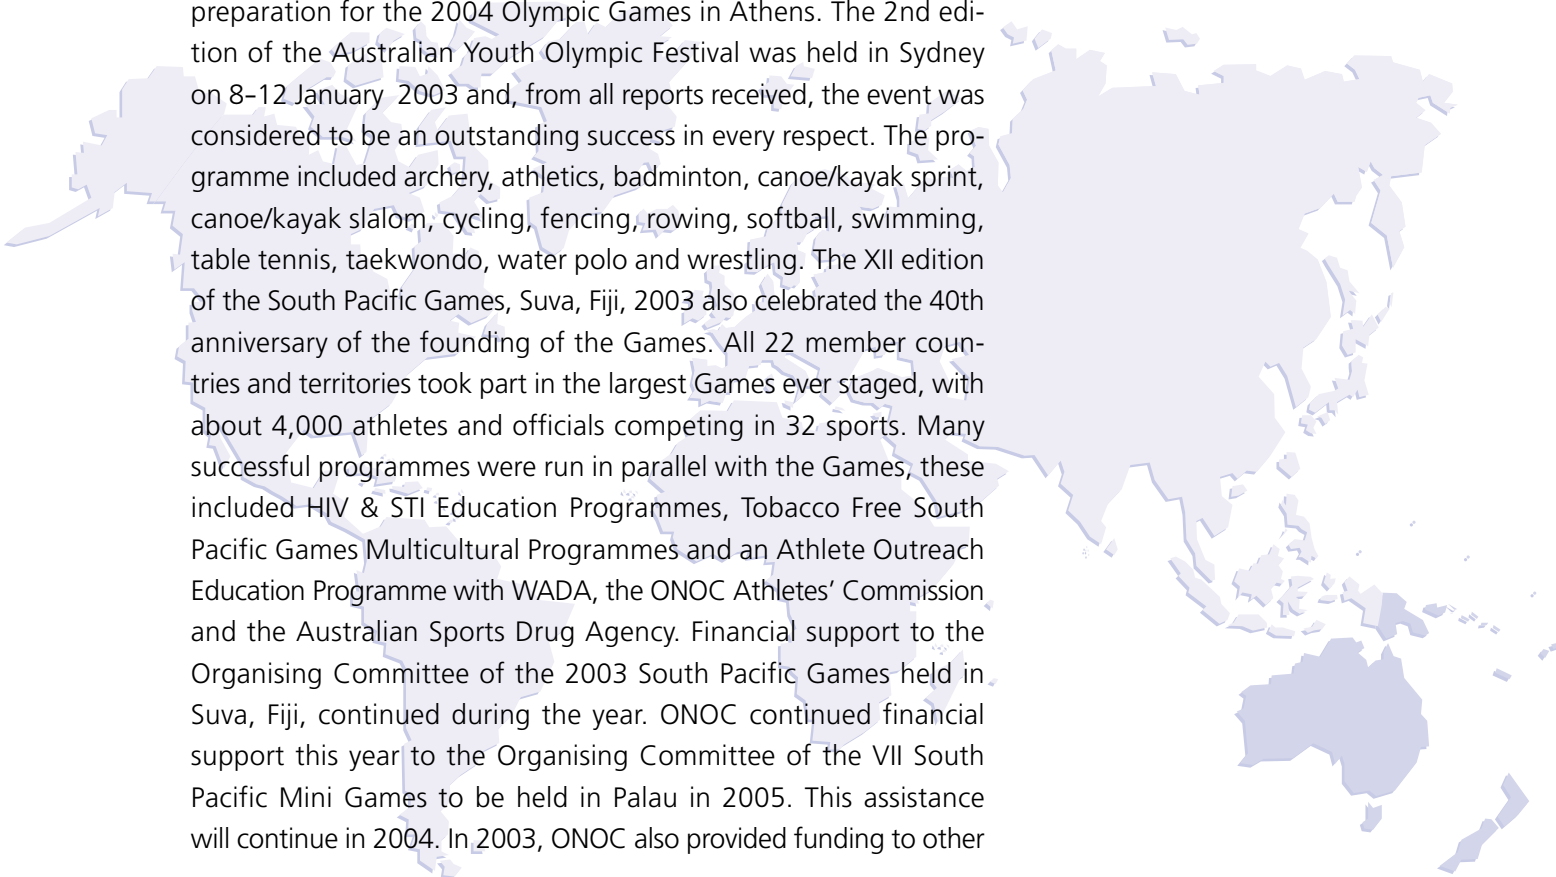 preparation for the 2004 Olympic Games in Athens. The 2nd edi-
tion of the Australian Youth Olympic Festival was held in Sydney
on 8–12 January 2003 and, from all reports received, the event was
considered to be an outstanding success in every respect. The pro-
gramme included archery, athletics, badminton, canoe/kayak sprint,
canoe/kayak slalom, cycling, fencing, rowing, softball, swimming,
table tennis, taekwondo, water polo and wrestling. The XII edition
of the South Pacific Games, Suva, Fiji, 2003 also celebrated the 40th
anniversary of the founding of the Games. All 22 member coun-
tries and territories took part in the largest Games ever staged, with
about 4,000 athletes and officials competing in 32 sports. Many
successful programmes were run in parallel with the Games, these
included HIV & STI Education Programmes, Tobacco Free South
Pacific Games Multicultural Programmes and an Athlete Outreach
Education Programme with WADA, the ONOC Athletes’ Commission
and the Australian Sports Drug Agency. Financial support to the
Organising Committee of the 2003 South Pacific Games held in
Suva, Fiji, continued during the year. ONOC continued financial
support this year to the Organising Committee of the VII South
Pacific Mini Games to be held in Palau in 2005. This assistance
will continue in 2004. In 2003, ONOC also provided funding to other